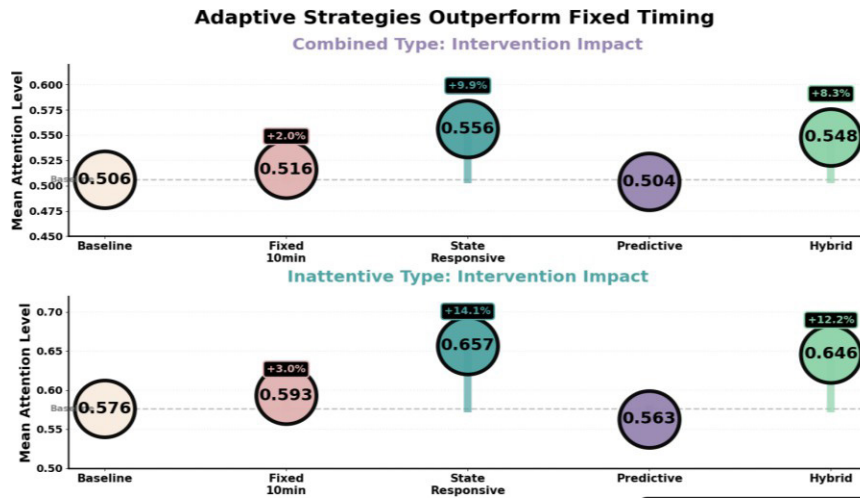 Adaptive Strategies Outperform Fixed Timing
Combined Type: Intervention Impact
Mean Attention Level
0.600
0.575
0.550
0.525
0.500
0.475
0.450
+2.0%
+9.9%
+8.3%
0.506
0.516
0.556
0.504
0.548
Baseline
Fixed
10min
State
Responsive
Predictive
Hybrid
Inattentive Type: Intervention Impact
Mean Attention Level
0.70
0.65
0.60
0.55
0.50
+3.0%
+14.1%
+12.2%
0.576
0.593
0.657
0.563
0.646
Baseline
Fixed
10min
State
Responsive
Predictive
Hybrid